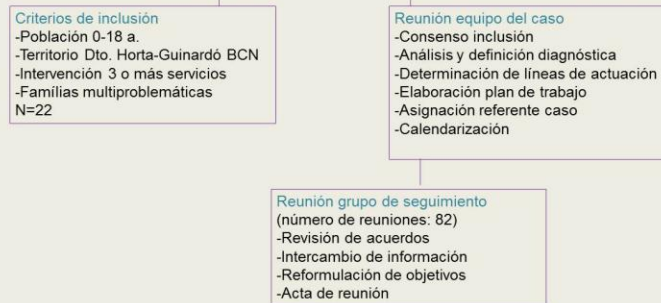 Criterios de inclusión
-Población 0-18 a.
-Territorio Dto. Horta-Guinardó BCN
-Intervención 3 o más servicios
-Famílias multiproblemáticas
N=22
Reunión equipo del caso
-Consenso inclusión
-Análisis y definición diagnóstica
-Determinación de líneas de actuación
-Elaboración plan de trabajo
-Asignación referente caso
-Calendarización
Reunión grupo de seguimiento
(número de reuniones: 82)
-Revisión de acuerdos
-Intercambio de información
-Reformulación de objetivos
-Acta de reunión